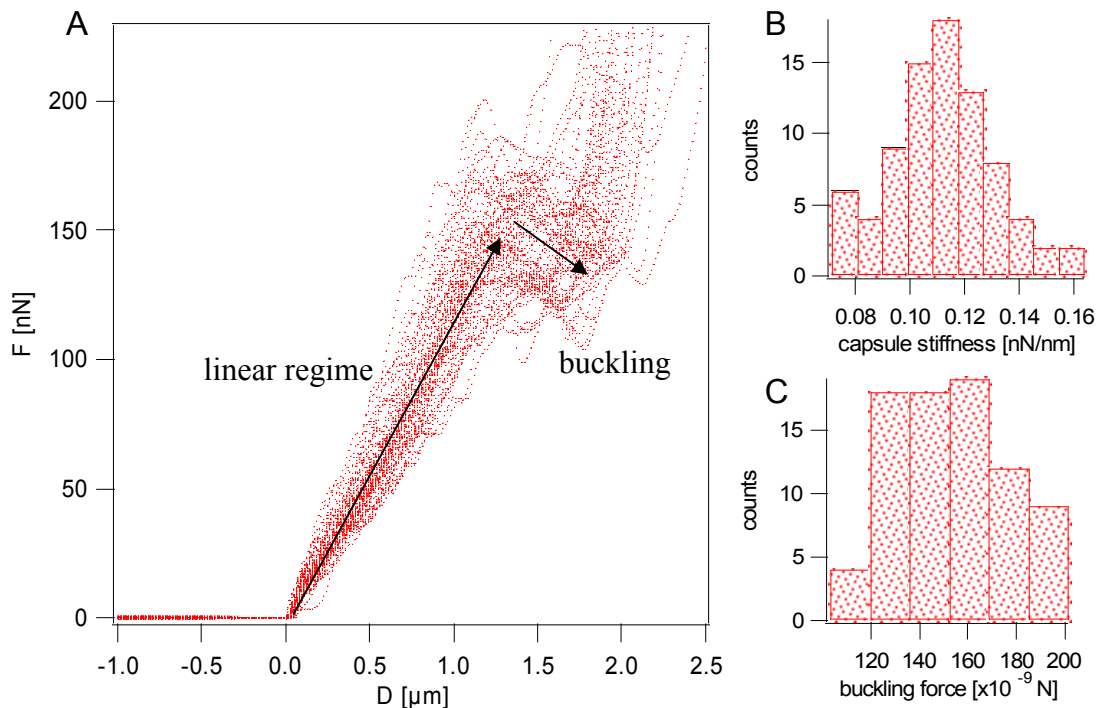 A
F [nN]
200
150
100
50
0
linear regime
buckling
-1.0 -0.5 0.0 0.5 1.0 1.5 2.0 2.5
D [µm]
B
counts
15
10
5
0
0.08 0.10 0.12 0.14 0.16
capsule stiffness [nN/nm]
C
counts
15
10
5
0
120 140 160 180 200
buckling force [x10 -9 N]